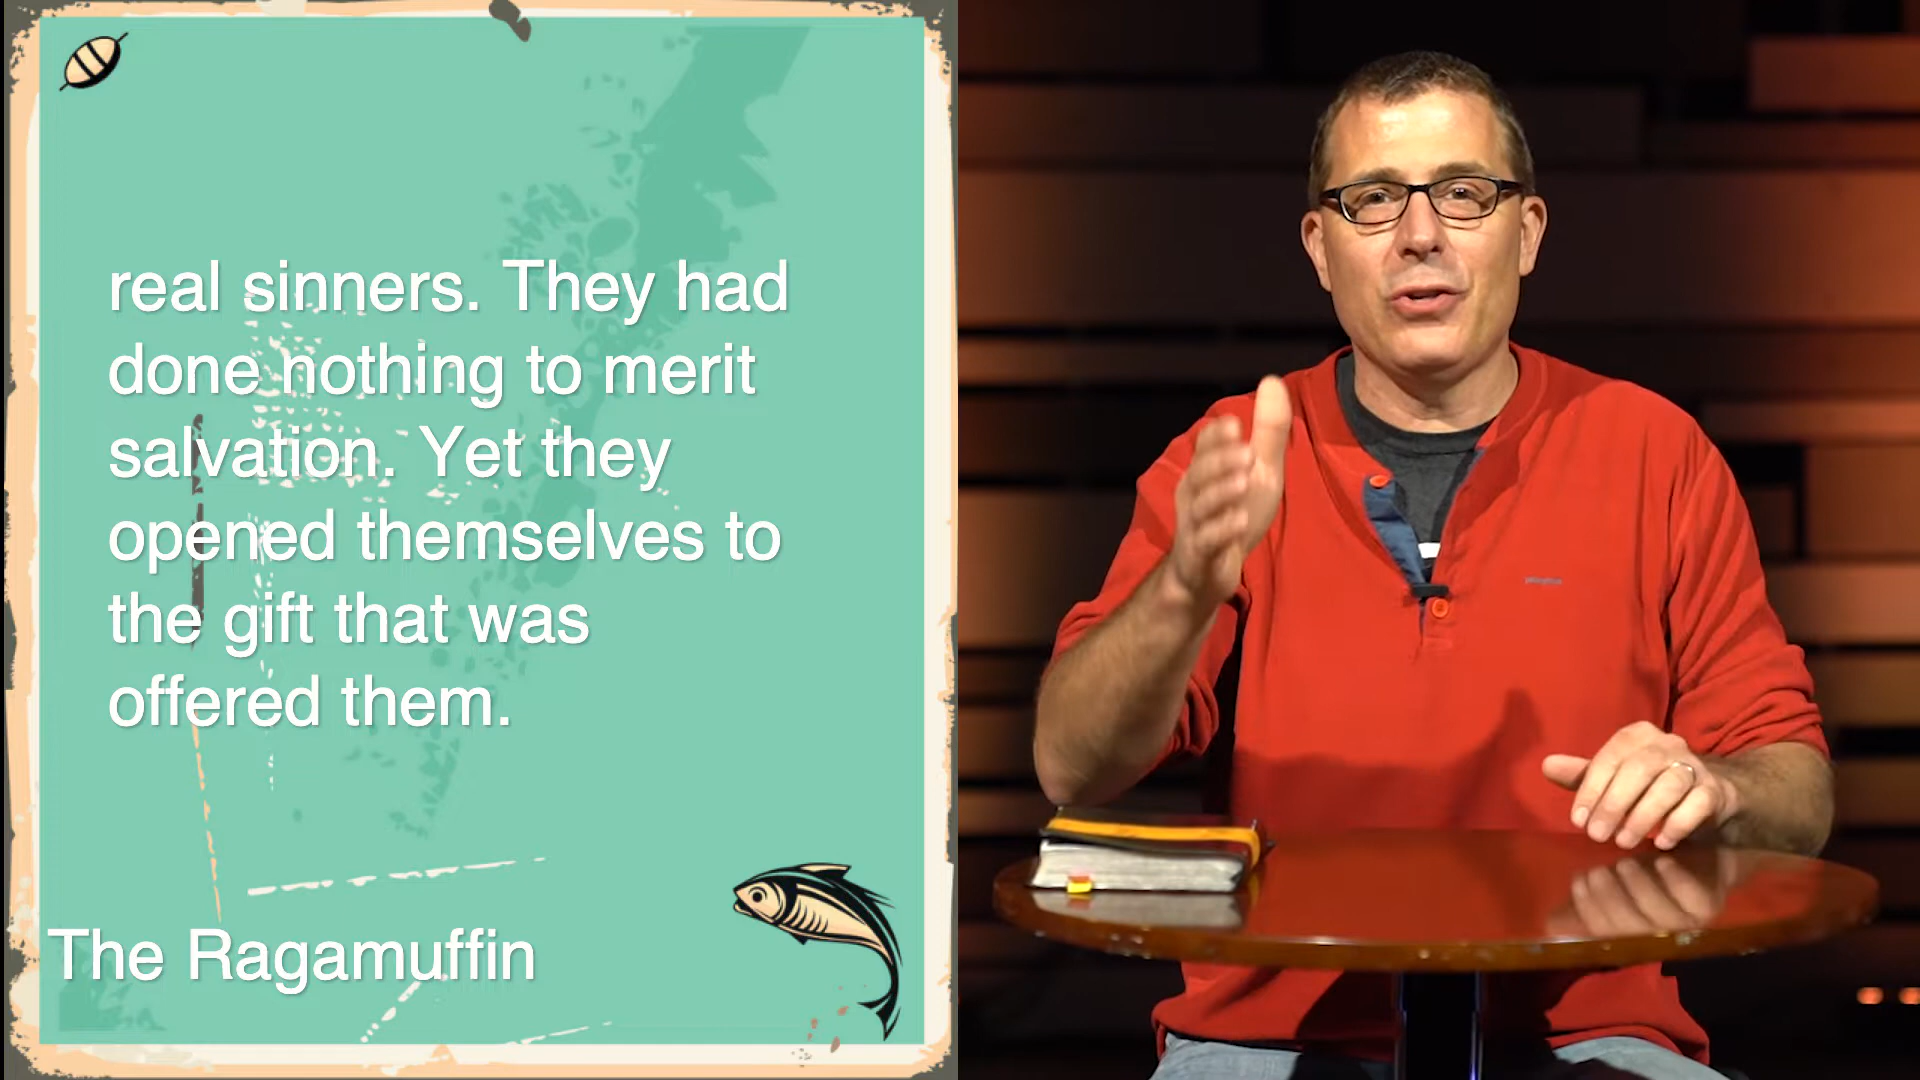 real sinners. They had
done nothing to merit
salvation. Yet they
opened themselves to
the gift that was
offered them.
The Ragamuffin